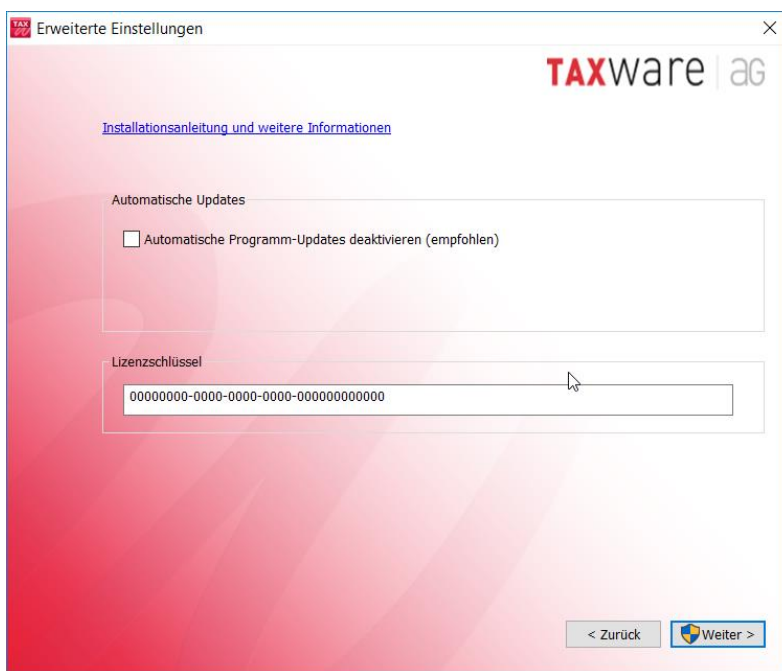 TAX
Erweiterte Einstellungen
TAXware | aG
Installationsanleitung und weitere Informationen
Automatische Updates
Automatische Programm-Updates deaktivieren (empfohlen)
Lizenzschlüssel
00000000-0000-0000-0000-000000000000
< Zurück
Weiter >